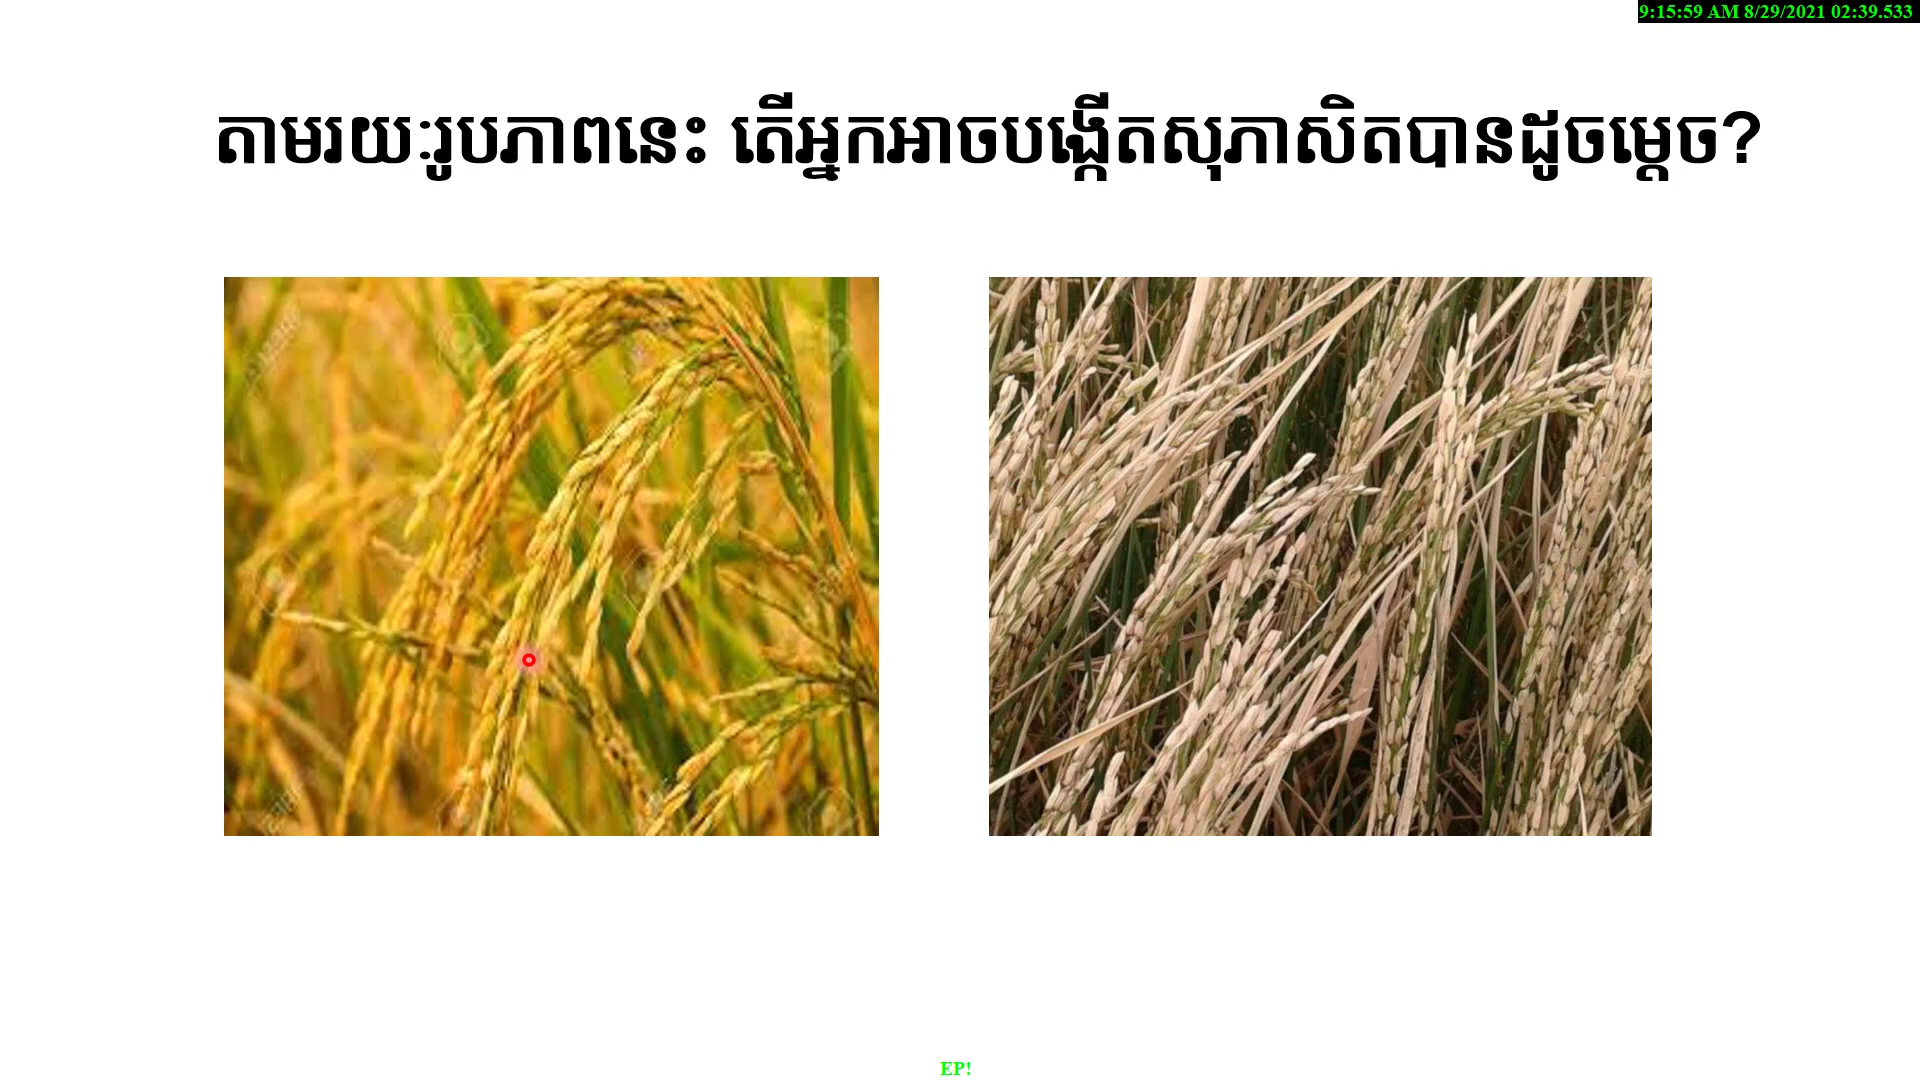 9:15:59 AM 8/29/2021 02:39.533
តាមរយៈរូបភាពនេះ តើអ្នកអាចបង្កើតសុភាសិតបានដូចម្ដេច?
EP!